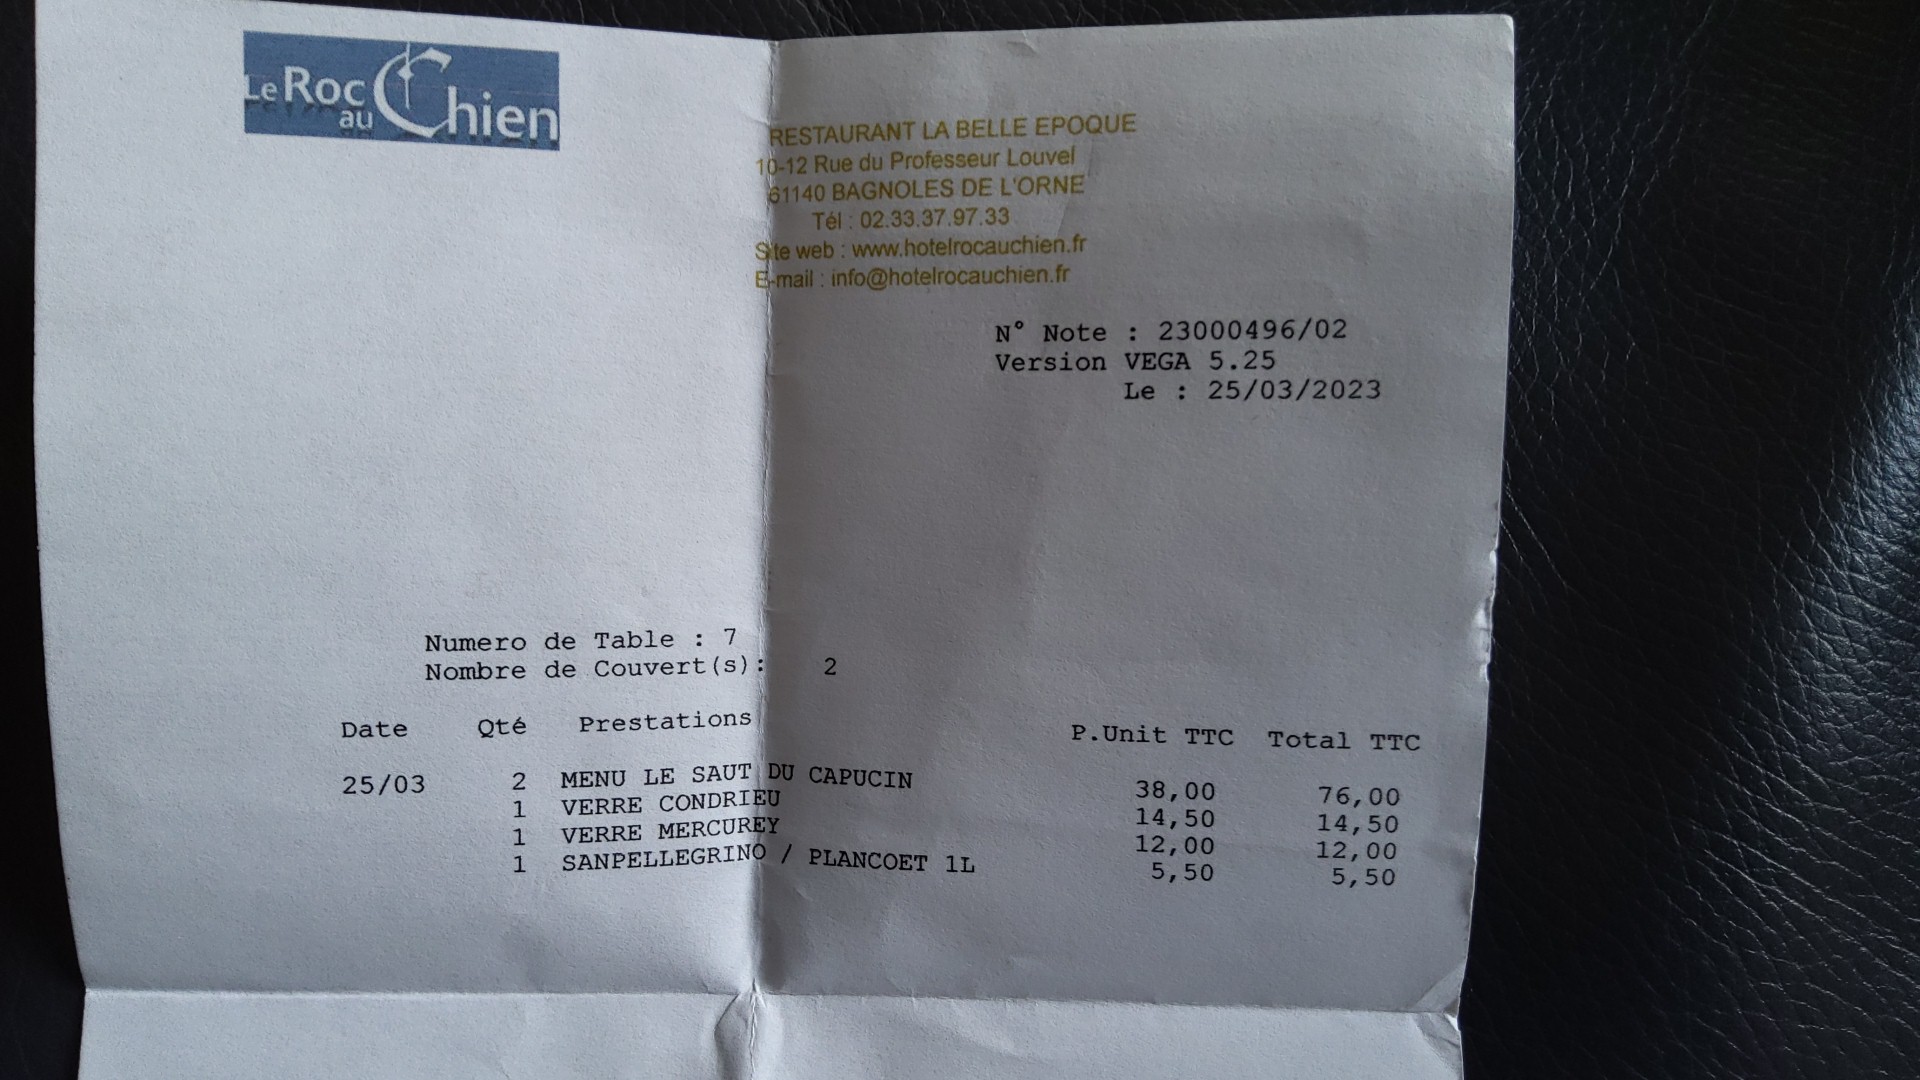 Le Roc au Chien
RESTAURANT LA BELLE EPOQUE
10-12 Rue du Professeur Louvel
61140 BAGNOLES DE L'ORNE
Tél : 02.33.37.97.33
Site web : www.hotelrocauchien.fr
E-mail : info@hotelrocauchien.fr
N° Note : 23000496/02
Version VEGA 5.25
Le : 25/03/2023
Numero de Table : 7
Nombre de Couvert(s): 2
Date Qté Prestations P.Unit TTC Total TTC
25/03 2 MENU LE SAUT DU CAPUCIN 38,00 76,00
1 VERRE CONDRIEU 14,50 14,50
1 VERRE MERCUREY 12,00 12,00
1 SANPELLEGRINO / PLANCOET 1L 5,50 5,50